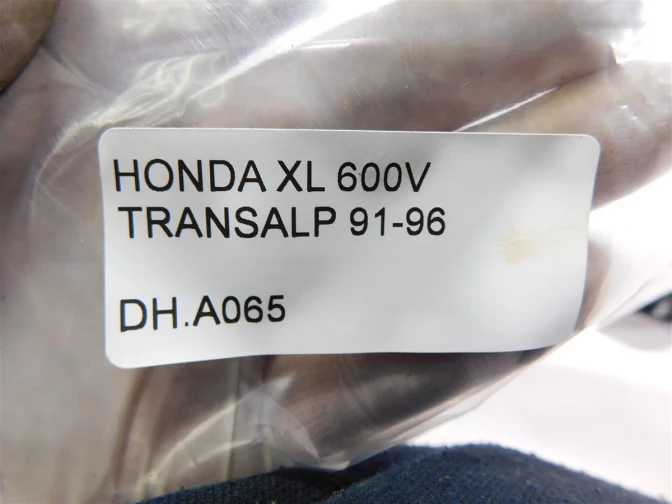 HONDA XL 600V
TRANSALP 91-96
DH.A065